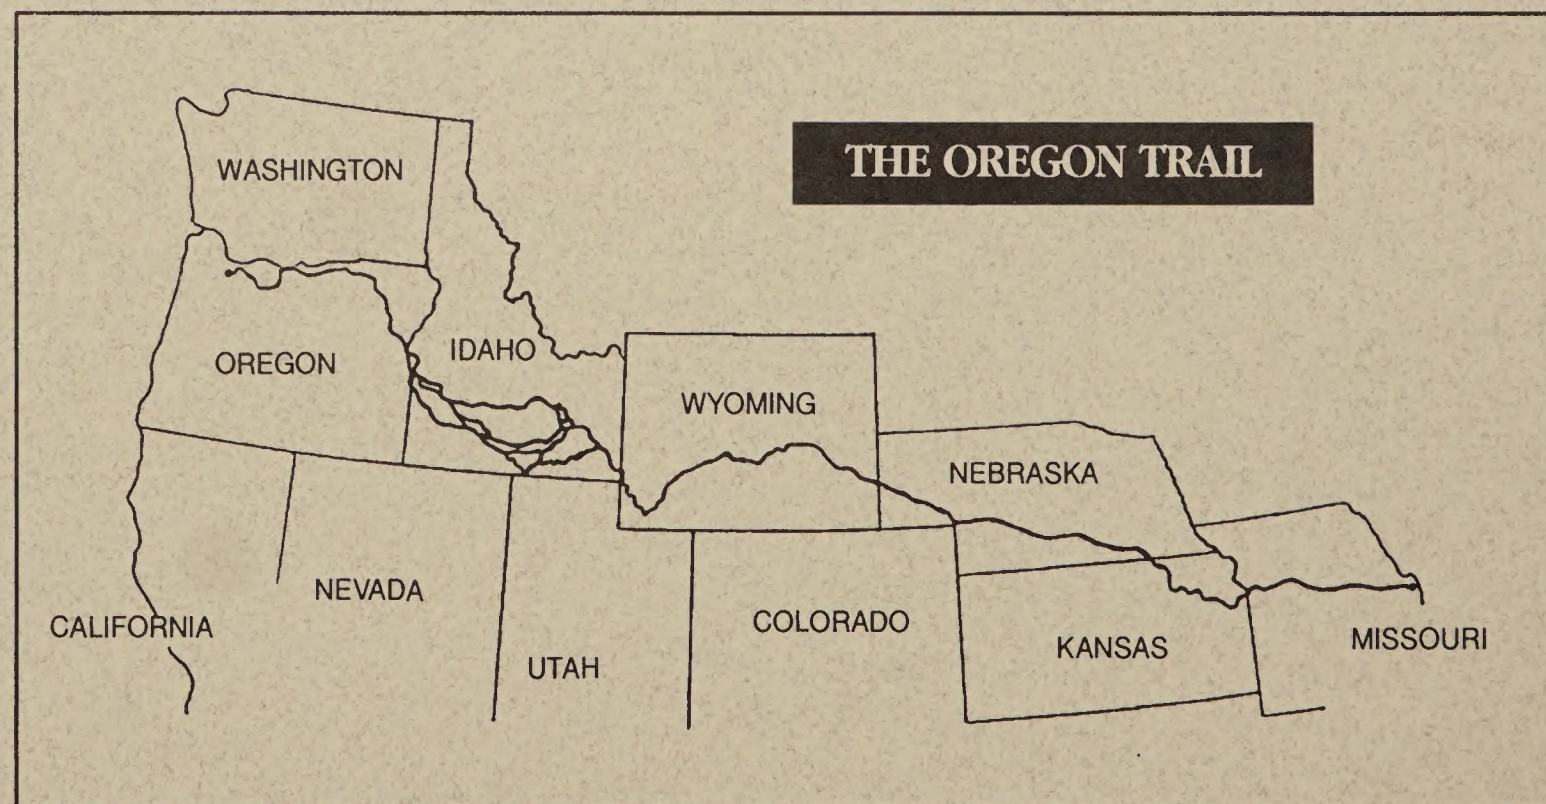 THE OREGON TRAIL
WASHINGTON
OREGON
IDAHO
WYOMING
NEBRASKA
NEVADA
CALIFORNIA
UTAH
COLORADO
KANSAS
MISSOURI